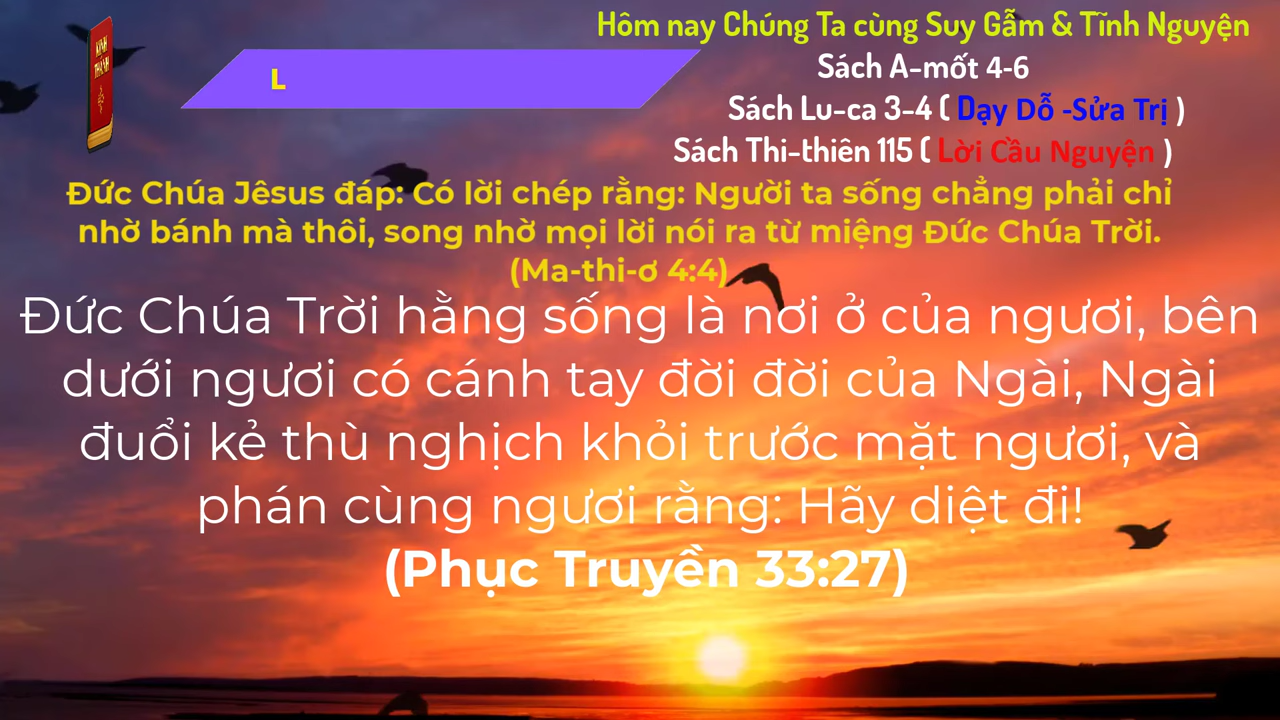 Hôm nay Chúng Ta cùng Suy Gẫm & Tĩnh Nguyện
KINH
THÁNH
L
Sách A-mốt 4-6
Sách Lu-ca 3-4 ( Dạy Dỗ -Sửa Trị )
Sách Thi-thiên 115 ( Lời Cầu Nguyện )
Đức Chúa Jêsus đáp: Có lời chép rằng: Người ta sống chẳng phải chỉ
nhờ bánh mà thôi, song nhờ mọi lời nói ra từ miệng Đức Chúa Trời.
(Ma-thi-ơ 4:4)
Đức Chúa Trời hằng sống là nơi ở của ngươi, bên
dưới ngươi có cánh tay đời đời của Ngài, Ngài
đuổi kẻ thù nghịch khỏi trước mặt ngươi, và
phán cùng ngươi rằng: Hãy diệt đi!
(Phục Truyền 33:27)